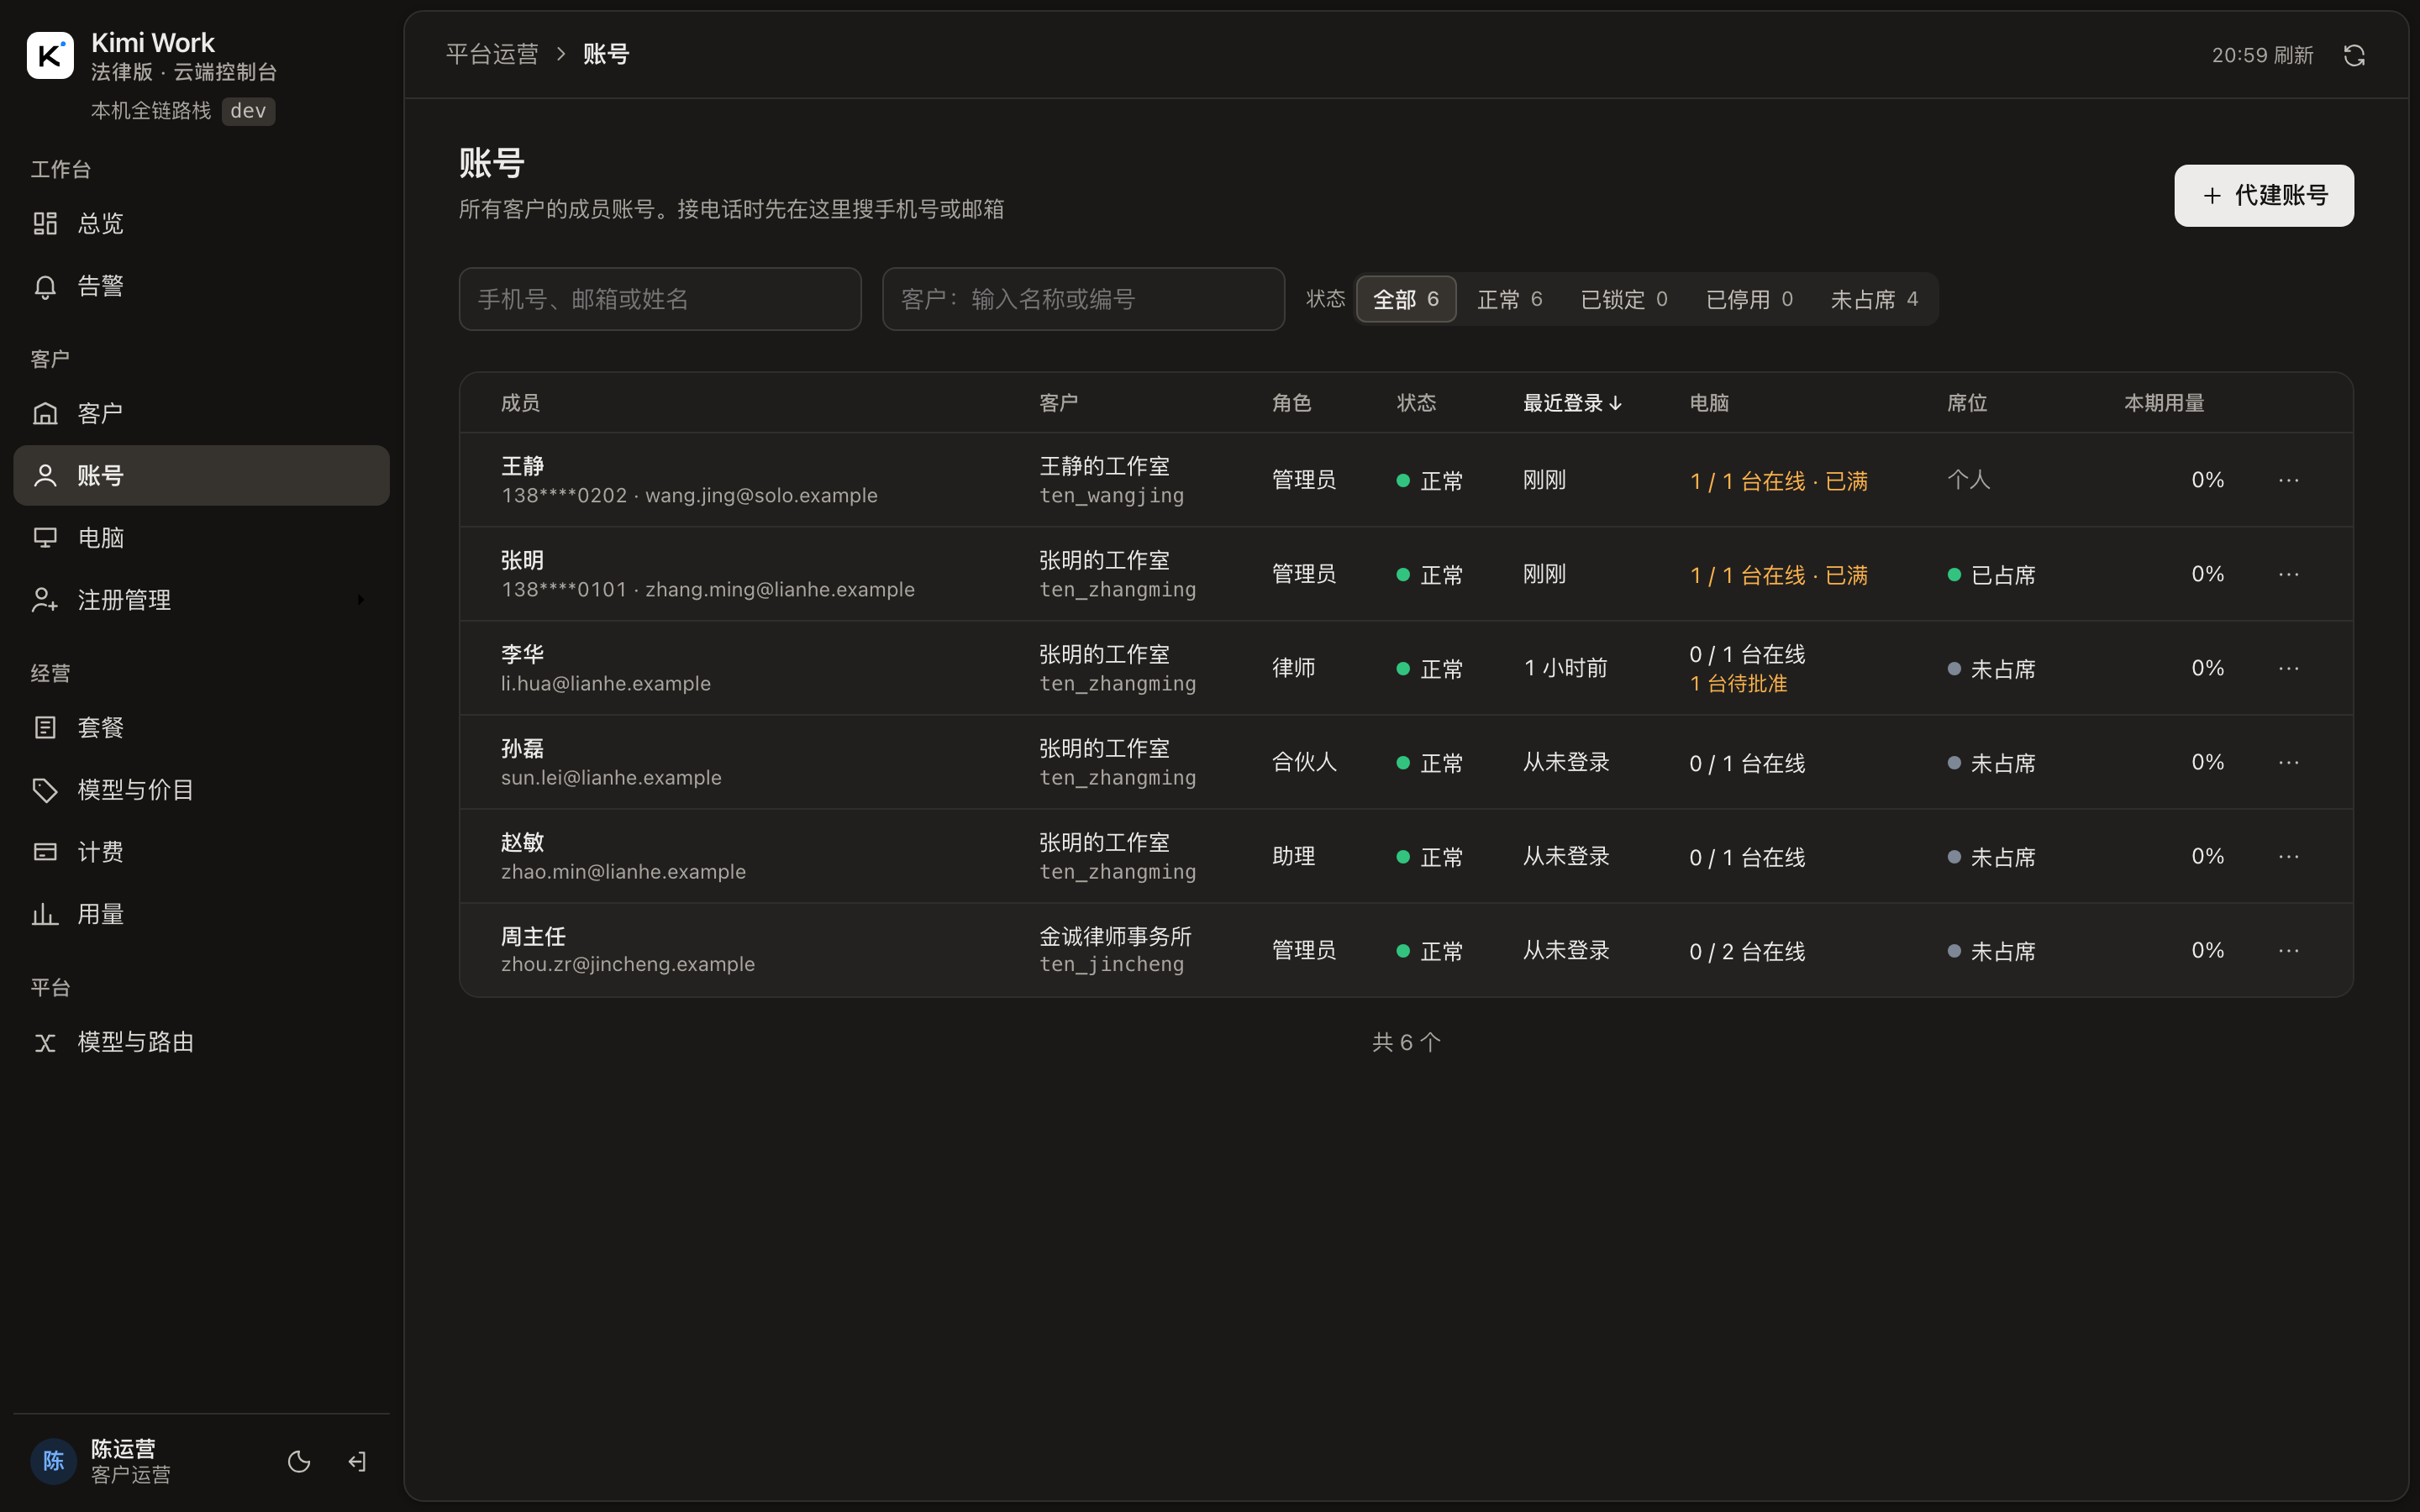 Kimi Work
法律版 · 云端控制台
本机全链路栈 dev
工作台
总览
告警
客户
客户
账号
电脑
注册管理
经营
套餐
模型与价目
计费
用量
平台
模型与路由
陈 陈运营
客户运营
平台运营 > 账号
20:59 刷新
账号
所有客户的成员账号。接电话时先在这里搜手机号或邮箱
+ 代建账号
手机号、邮箱或姓名
客户：输入名称或编号
状态 全部 6 正常 6 已锁定 0 已停用 0 未占席 4
成员 客户 角色 状态 最近登录↓ 电脑 席位 本期用量
王静 王静的工作室 管理员 正常 刚刚 1 / 1 台在线 · 已满 个人 0% ···
138****0202 · wang.jing@solo.example ten_wangjing
张明 张明的工作室 管理员 正常 刚刚 1 / 1 台在线 · 已满 已占席 0% ···
138****0101 · zhang.ming@lianhe.example ten_zhangming
李华 张明的工作室 律师 正常 1 小时前 0 / 1 台在线 未占席 0% ···
li.hua@lianhe.example ten_zhangming 1 台待批准
孙磊 张明的工作室 合伙人 正常 从未登录 0 / 1 台在线 未占席 0% ···
sun.lei@lianhe.example ten_zhangming
赵敏 张明的工作室 助理 正常 从未登录 0 / 1 台在线 未占席 0% ···
zhao.min@lianhe.example ten_zhangming
周主任 金诚律师事务所 管理员 正常 从未登录 0 / 2 台在线 未占席 0% ···
zhou.zr@jincheng.example ten_jincheng
共 6 个